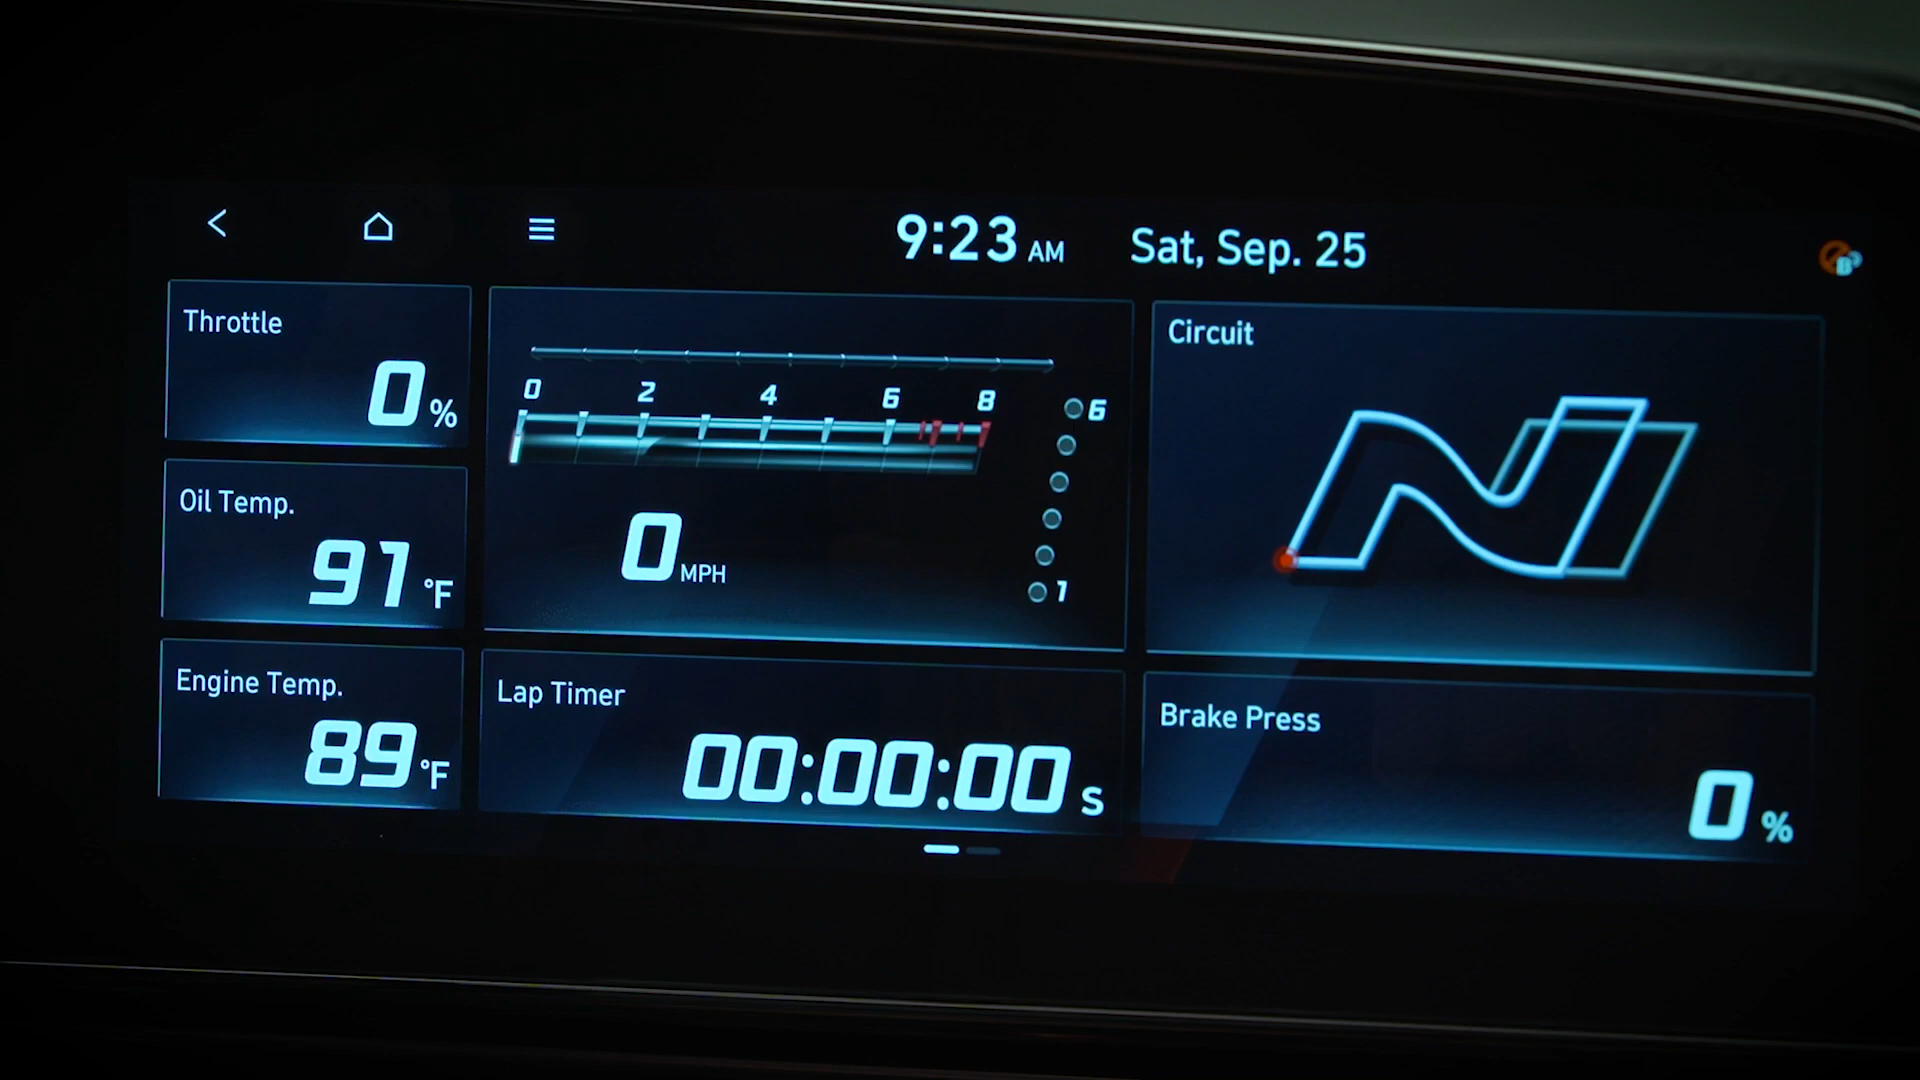 9:23 AM
Sat, Sep. 25
Throttle
0 %
Oil Temp.
91 °F
Engine Temp.
89 °F
0 2 4 6 8
6
1
0 MPH
Lap Timer
00:00:00 S
Circuit
N
Brake Press
0 %